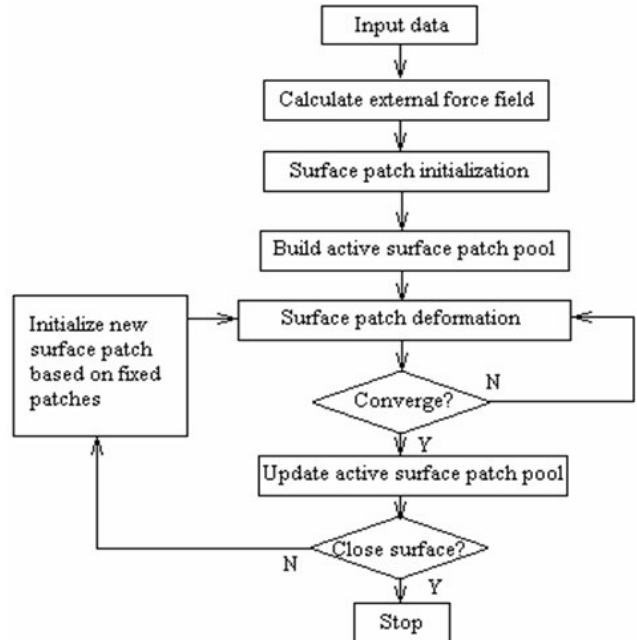 Input data
Calculate external force field
Surface patch initialization
Build active surface patch pool
Initialize new
surface patch
based on fixed
patches
Surface patch deformation
N
Converge?
Y
Update active surface patch pool
Close surface?
N
Y
Stop